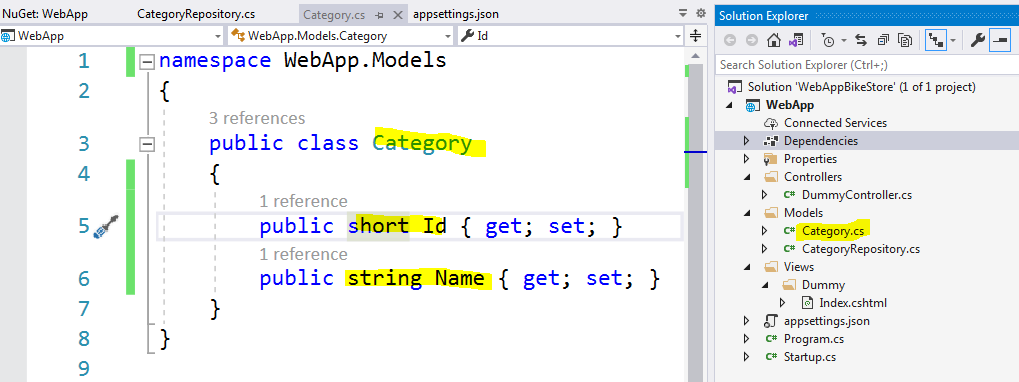 NuGet: WebApp CategoryRepository.cs Category.cs appsettings.json
WebApp WebApp.Models.Category Id
1 namespace WebApp.Models
2 {
3 references
3 public class Category
4 {
1 reference
5 public short Id { get; set; }
1 reference
6 public string Name { get; set; }
7 }
8 }
9
Solution Explorer
Search Solution Explorer (Ctrl+;)
Solution 'WebAppBikeStore' (1 of 1 project)
WebApp
Connected Services
Dependencies
Properties
Controllers
C# DummyController.cs
Models
C# Category.cs
C# CategoryRepository.cs
Views
Dummy
Index.cshtml
appsettings.json
C# Program.cs
C# Startup.cs